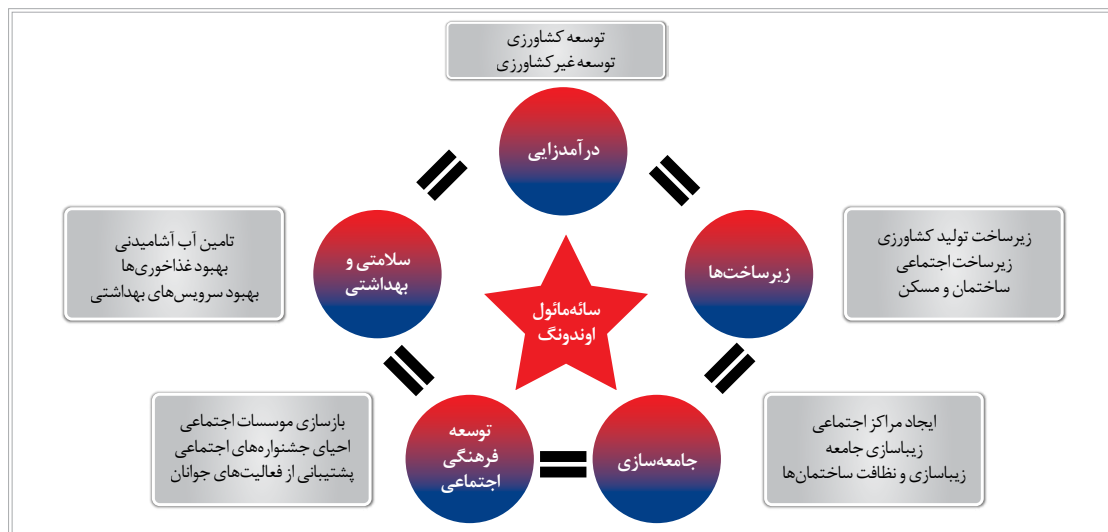 توسعه کشاورزی
توسعه غیرکشاورزی
درآمدزایی
زیرساخت‌ها
زیرساخت تولید کشاورزی
زیرساخت اجتماعی
ساختمان و مسکن
سلامتی و
بهداشتی
تامین آب آشامیدنی
بهبود غذاخوری‌ها
بهبود سرویس‌های بهداشتی
سائه‌مائول
اوندونگ
جامعه‌سازی
ایجاد مراکز اجتماعی
زیباسازی جامعه
زیباسازی و نظافت ساختمان‌ها
توسعه
فرهنگی
اجتماعی
بازسازی موسسات اجتماعی
احیای جشنواره‌های اجتماعی
پشتیبانی از فعالیت‌های جوانان